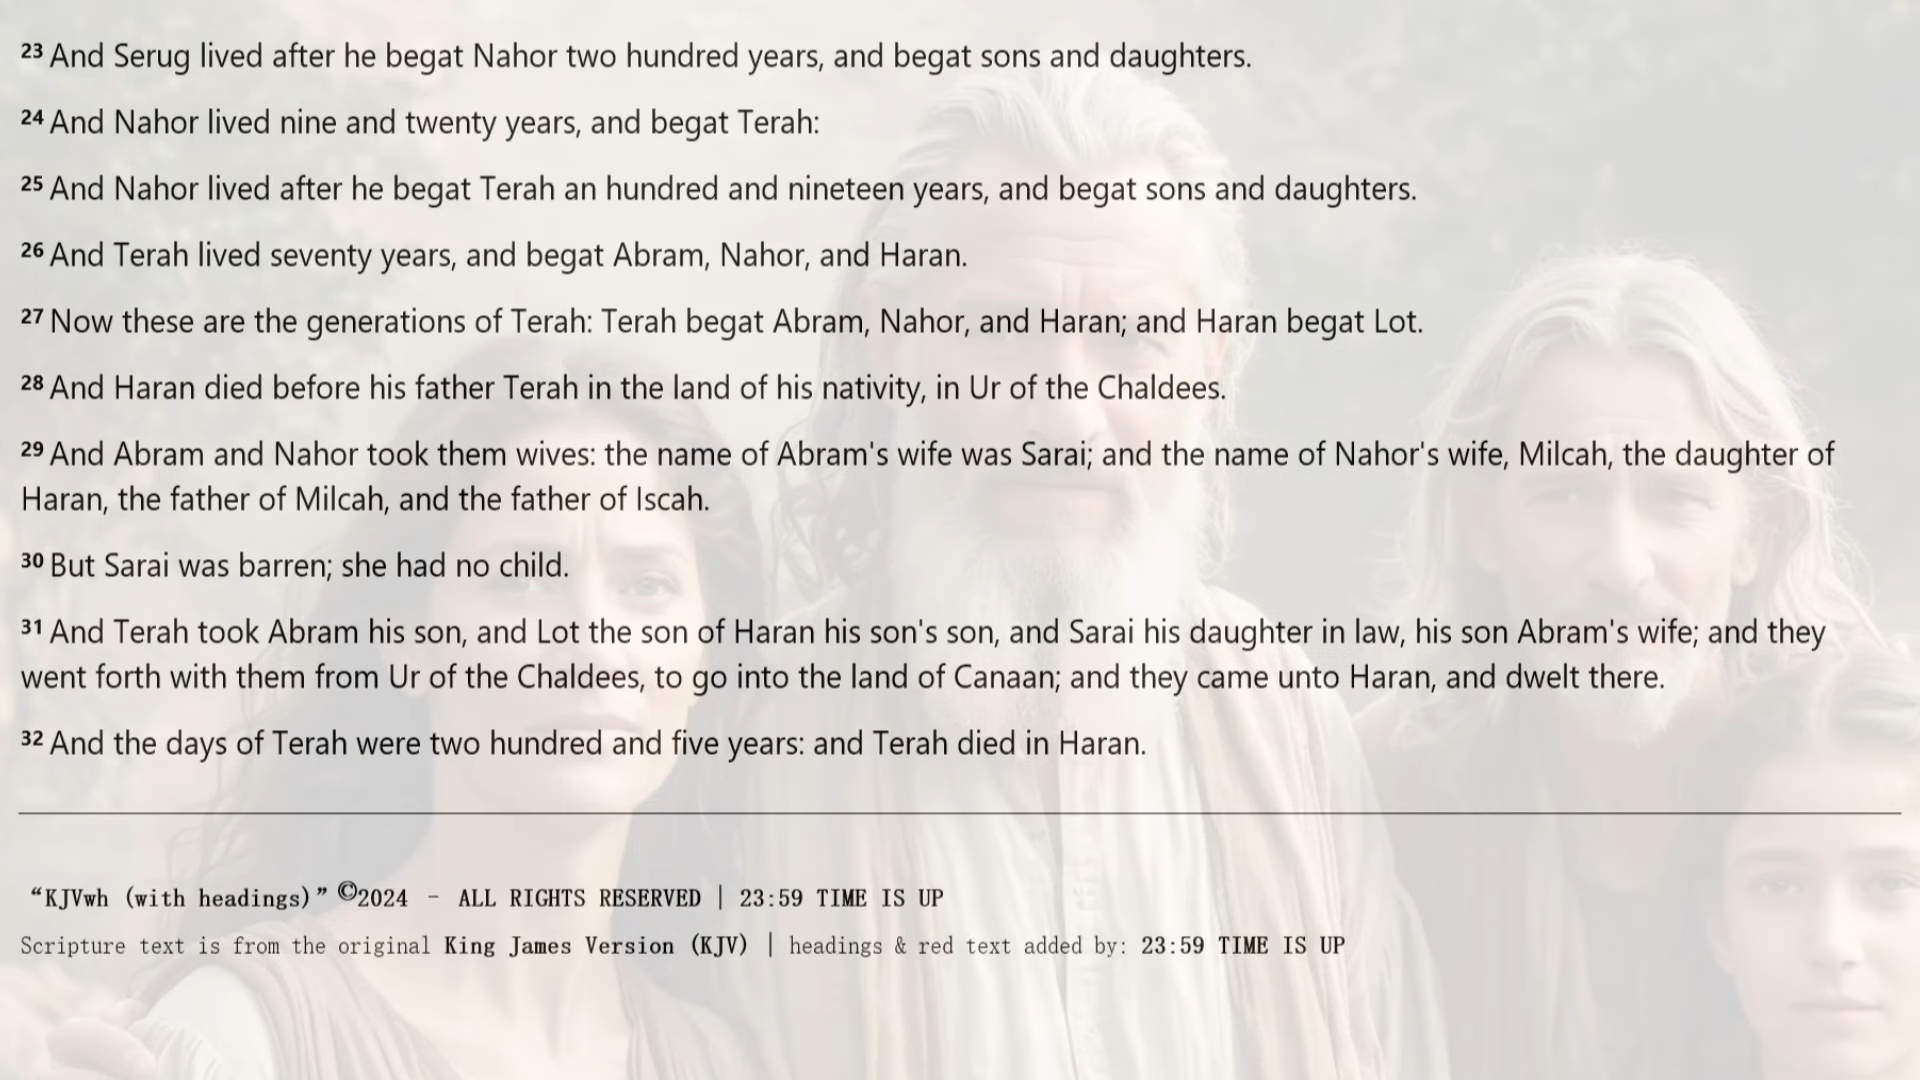 23 And Serug lived after he begat Nahor two hundred years, and begat sons and daughters.
24 And Nahor lived nine and twenty years, and begat Terah:
25 And Nahor lived after he begat Terah an hundred and nineteen years, and begat sons and daughters.
26 And Terah lived seventy years, and begat Abram, Nahor, and Haran.
27 Now these are the generations of Terah: Terah begat Abram, Nahor, and Haran; and Haran begat Lot.
28 And Haran died before his father Terah in the land of his nativity, in Ur of the Chaldees.
29 And Abram and Nahor took them wives: the name of Abram's wife was Sarai; and the name of Nahor's wife, Milcah, the daughter of
Haran, the father of Milcah, and the father of Iscah.
30 But Sarai was barren; she had no child.
31 And Terah took Abram his son, and Lot the son of Haran his son's son, and Sarai his daughter in law, his son Abram's wife; and they
went forth with them from Ur of the Chaldees, to go into the land of Canaan; and they came unto Haran, and dwelt there.
32 And the days of Terah were two hundred and five years: and Terah died in Haran.
“KJVwh (with headings)” ©2024 - ALL RIGHTS RESERVED | 23:59 TIME IS UP
Scripture text is from the original King James Version (KJV) | headings & red text added by: 23:59 TIME IS UP